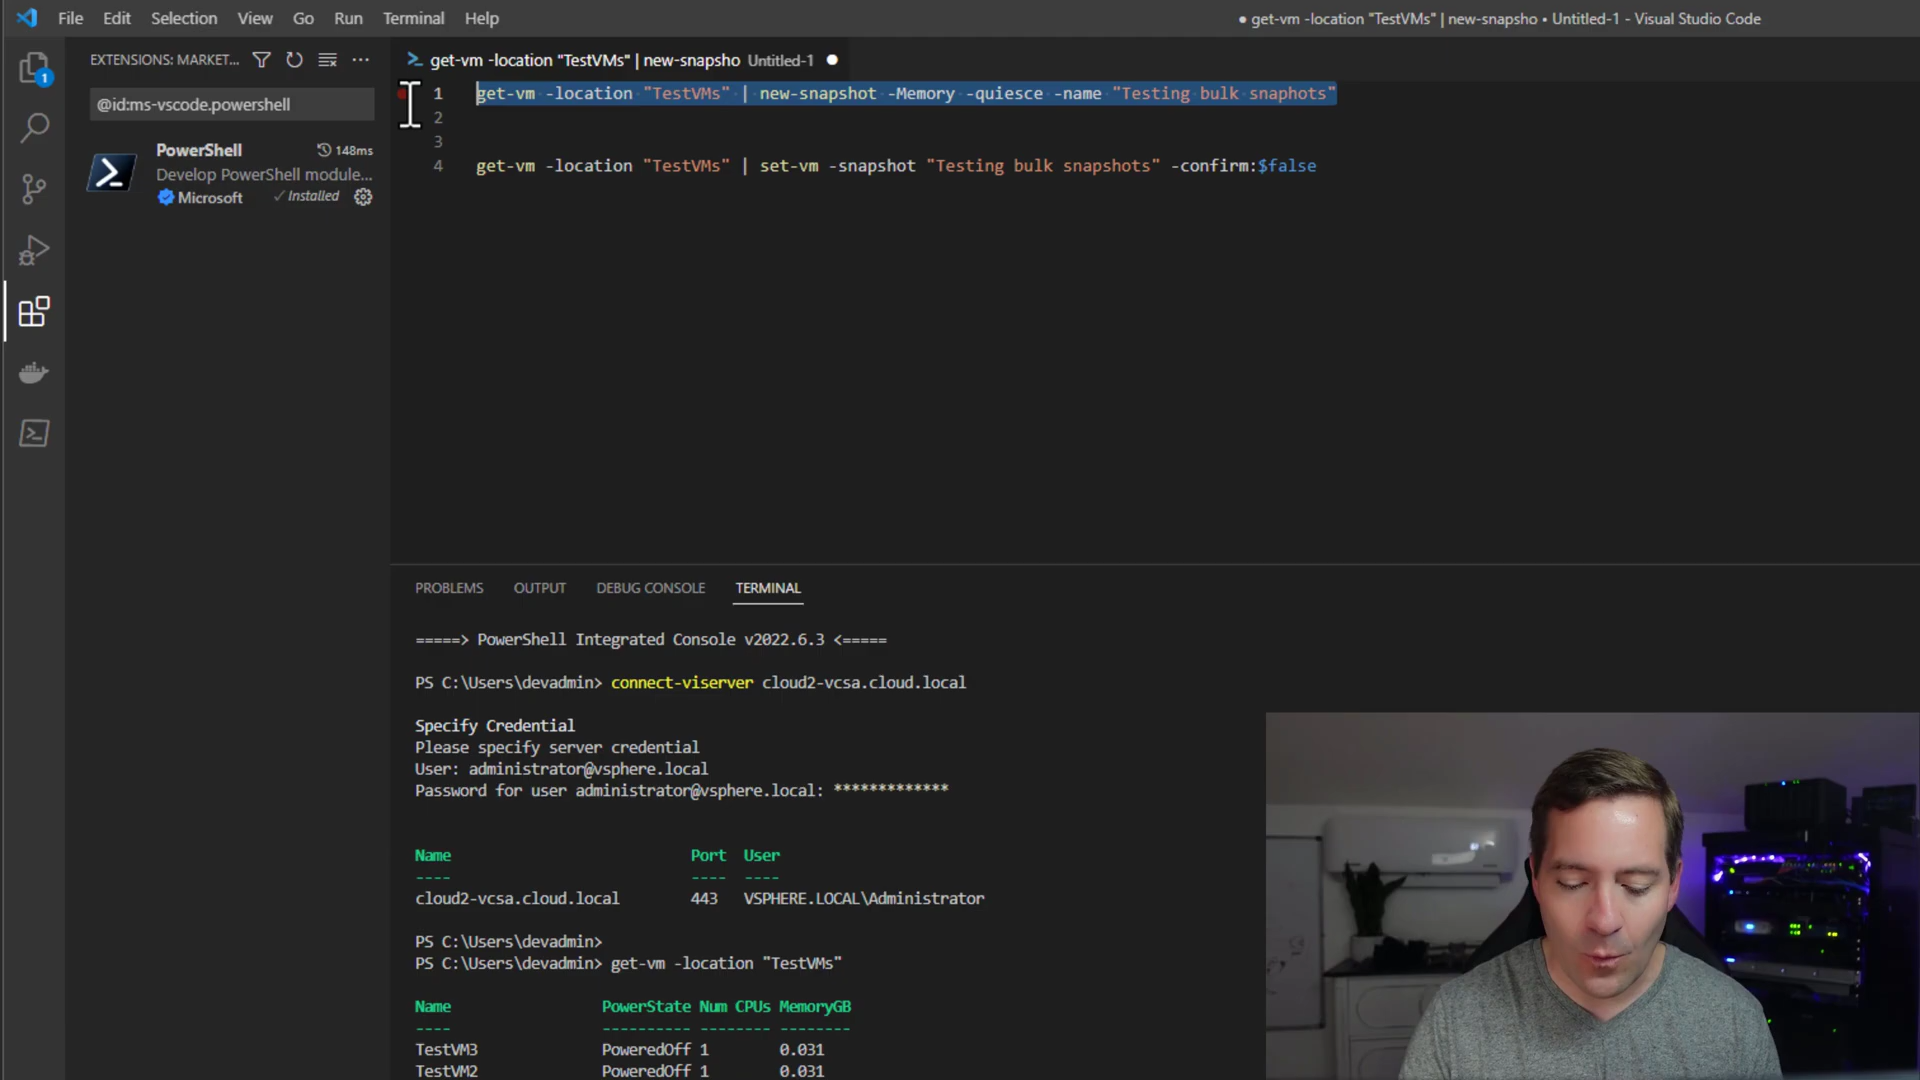 File Edit Selection View Go Run Terminal Help
● get-vm -location "TestVMs" | new-snapsho • Untitled-1 - Visual Studio Code
EXTENSIONS: MARKET...
1
@id:ms-vscode.powershell
PowerShell
148ms
Develop PowerShell module...
Microsoft
✓ Installed
get-vm -location "TestVMs" | new-snapsho Untitled-1 ●
1 get-vm -location "TestVMs" | new-snapshot -Memory -quiesce -name "Testing bulk snaphots"
2
3
4 get-vm -location "TestVMs" | set-vm -snapshot "Testing bulk snapshots" -confirm:$false
PROBLEMS OUTPUT DEBUG CONSOLE TERMINAL
=====> PowerShell Integrated Console v2022.6.3 <=====
PS C:\Users\devadmin> connect-viserver cloud2-vcsa.cloud.local
Specify Credential
Please specify server credential
User: administrator@vsphere.local
Password for user administrator@vsphere.local: *************
Name Port User
---- ---- ----
cloud2-vcsa.cloud.local 443 VSPHERE.LOCAL\Administrator
PS C:\Users\devadmin>
PS C:\Users\devadmin> get-vm -location "TestVMs"
Name PowerState Num CPUs MemoryGB
---- ---------- -------- --------
TestVM3 PoweredOff 1 0.031
TestVM2 PoweredOff 1 0.031